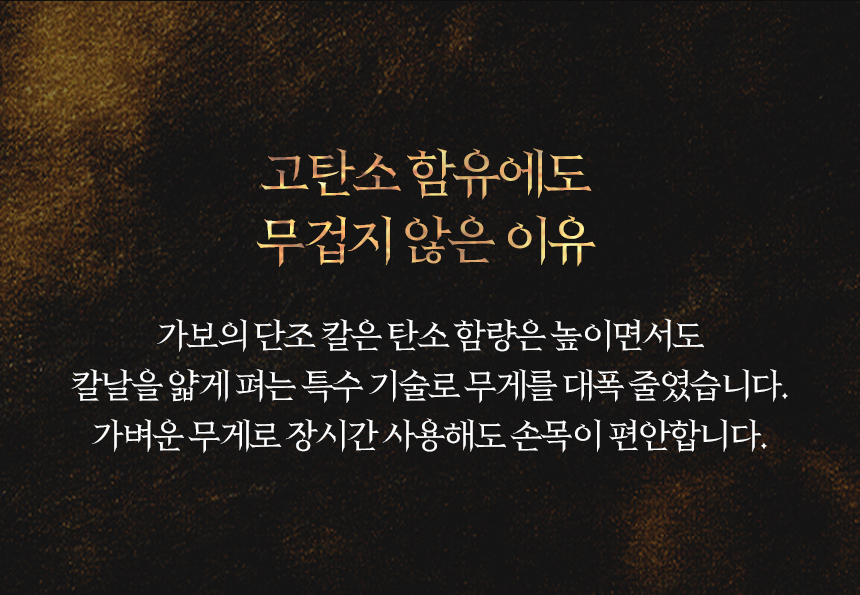 고탄소 함유에도
무겁지 않은 이유
가보의 단조 칼은 탄소 함량은 높이면서도
칼날을 얇게 펴는 특수 기술로 무게를 대폭 줄였습니다.
가벼운 무게로 장시간 사용해도 손목이 편안합니다.